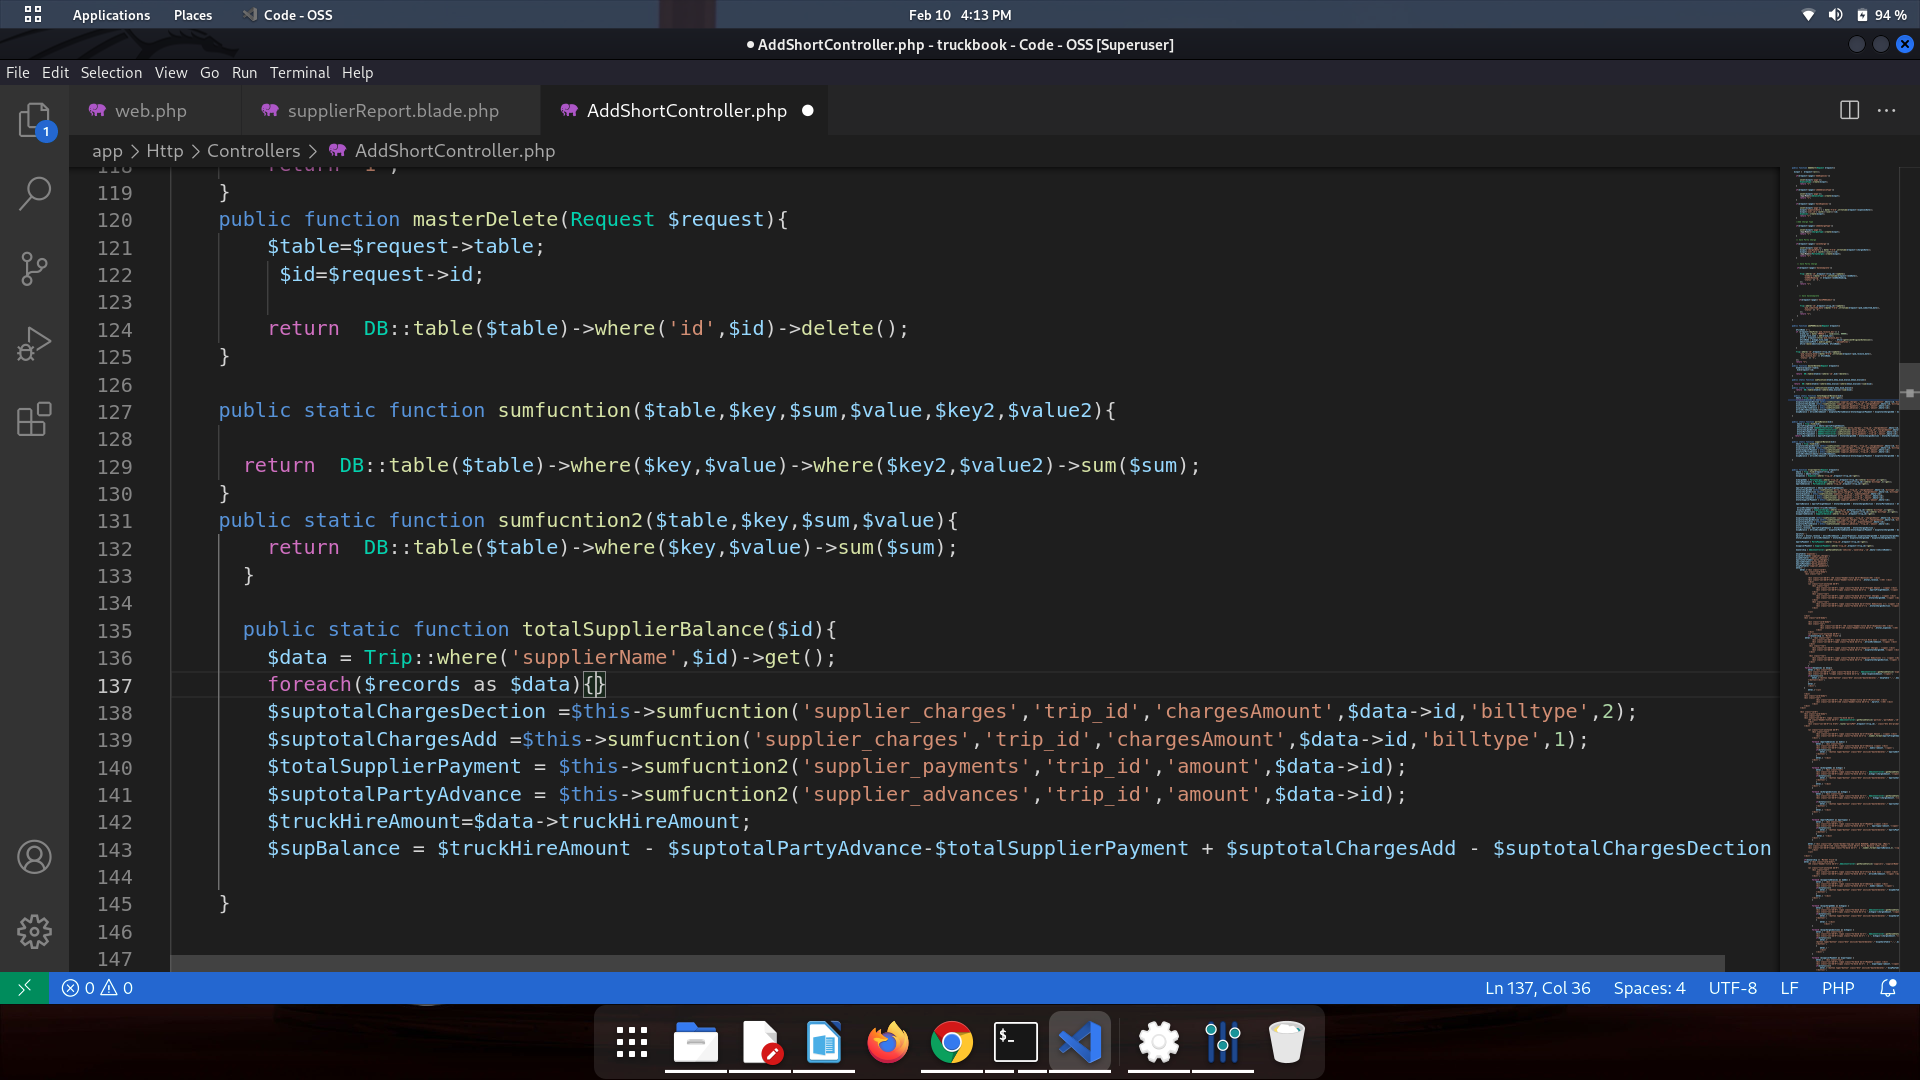 Applications Places Code - OSS Feb 10 4:13 PM 94 %
AddShortController.php - truckbook - Code - OSS [Superuser]
File Edit Selection View Go Run Terminal Help
1 web.php supplierReport.blade.php AddShortController.php
app > Http > Controllers > AddShortController.php
119 }
120 public function masterDelete(Request $request){
121 $table=$request->table;
122 $id=$request->id;
123
124 return DB::table($table)->where('id',$id)->delete();
125 }
126
127 public static function sumfucntion($table,$key,$sum,$value,$key2,$value2){
128
129 return DB::table($table)->where($key,$value)->where($key2,$value2)->sum($sum);
130 }
131 public static function sumfucntion2($table,$key,$sum,$value){
132 return DB::table($table)->where($key,$value)->sum($sum);
133 }
134
135 public static function totalSupplierBalance($id){
136 $data = Trip::where('supplierName',$id)->get();
137 foreach($records as $data){}
138 $suptotalChargesDection =$this->sumfucntion('supplier_charges','trip_id','chargesAmount',$data->id,'billtype',2);
139 $suptotalChargesAdd =$this->sumfucntion('supplier_charges','trip_id','chargesAmount',$data->id,'billtype',1);
140 $totalSupplierPayment = $this->sumfucntion2('supplier_payments','trip_id','amount',$data->id);
141 $suptotalPartyAdvance = $this->sumfucntion2('supplier_advances','trip_id','amount',$data->id);
142 $truckHireAmount=$data->truckHireAmount;
143 $supBalance = $truckHireAmount - $suptotalPartyAdvance-$totalSupplierPayment + $suptotalChargesAdd - $suptotalChargesDection
144
145 }
146
147
0 0 Ln 137, Col 36 Spaces: 4 UTF-8 LF PHP
$-